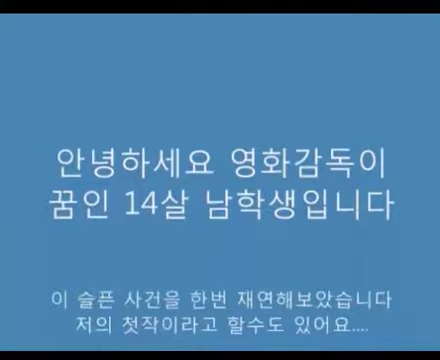 안녕하세요 영화감독이
꿈인 14살 남학생입니다
이 슬픈 사건을 한번 재연해보았습니다
저의 첫작이라고 할수도 있어요....